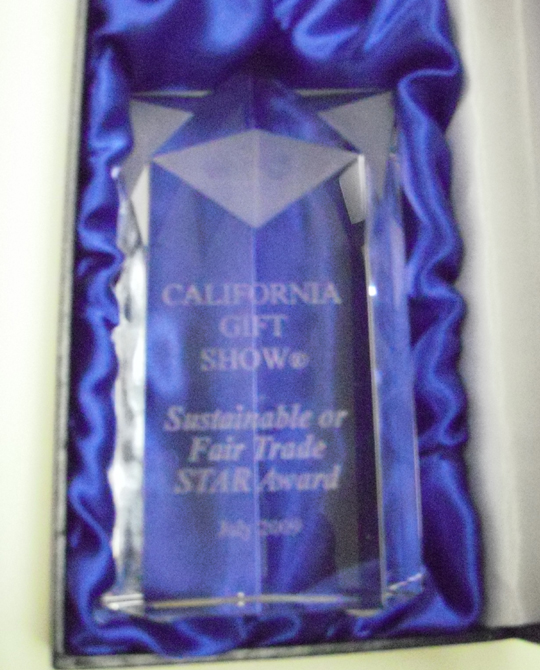 CALIFORNIA
GIFT
SHOW®
Sustainable or
Fair Trade
STAR Award
July 2009